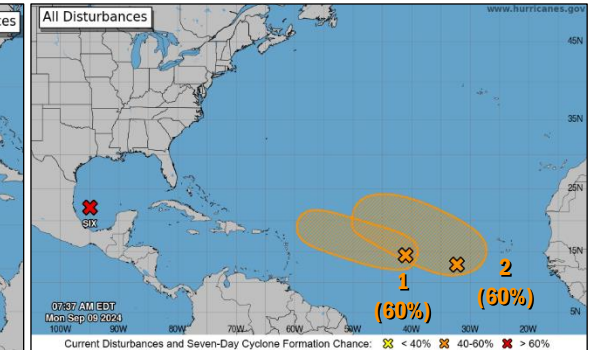 ces
All Disturbances
www.hurricanes.gov
45N
35N
25N
SIX
15N
1
(60%)
2
(60%)
5N
07:37 AM EDT
Mon Sep 09 2024
100W 90W 80W 70W 60W 50W 40W 30W 20W
Current Disturbances and Seven-Day Cyclone Formation Chance: < 40% 40-60% > 60%